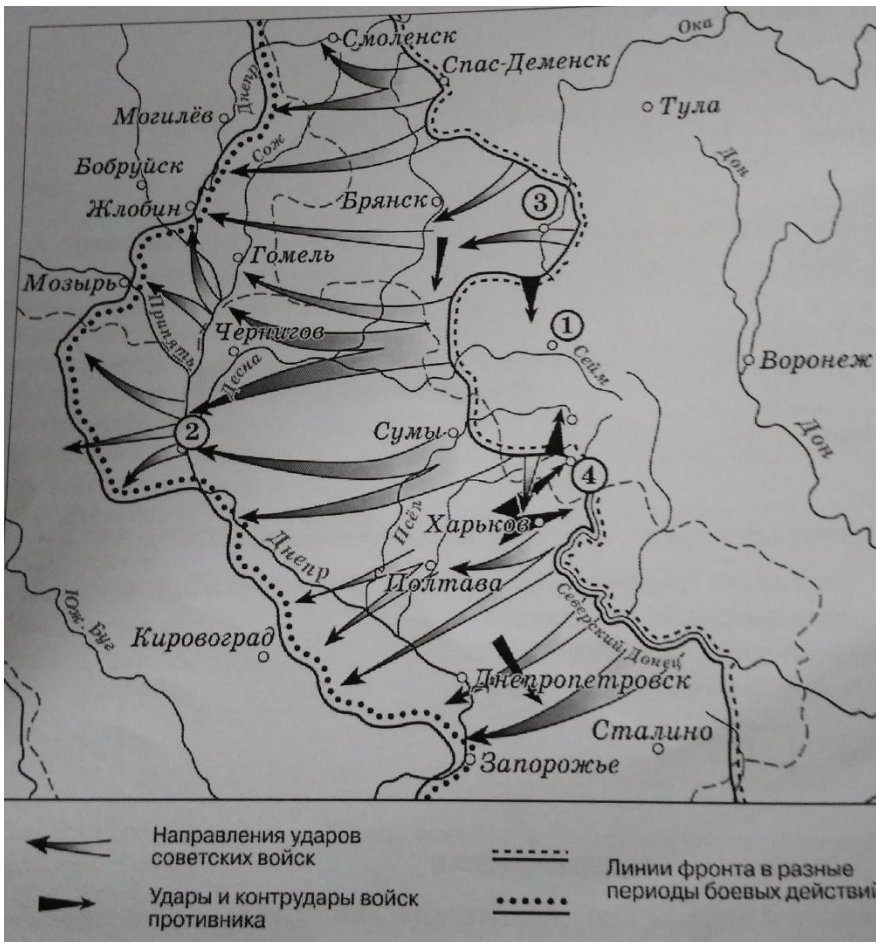 Смоленск
Ока
Спас-Деменск
Тула
Днепр
Могилёв
Сож
Дон
Бобруйск
Жлобин
Брянск
3
Гомель
Мозырь
Припять
Чернигов
1
Сейм
Воронеж
Десна
Дон
2
Сумы
4
Псёл
Харьков
Днепр
Полтава
Северский Донец
Юж. Буг
Кировоград
Днепропетровск
Сталино
Запорожье
Направления ударов
советских войск
Удары и контрудары войск
противника
Линии фронта в разные
периоды боевых действий